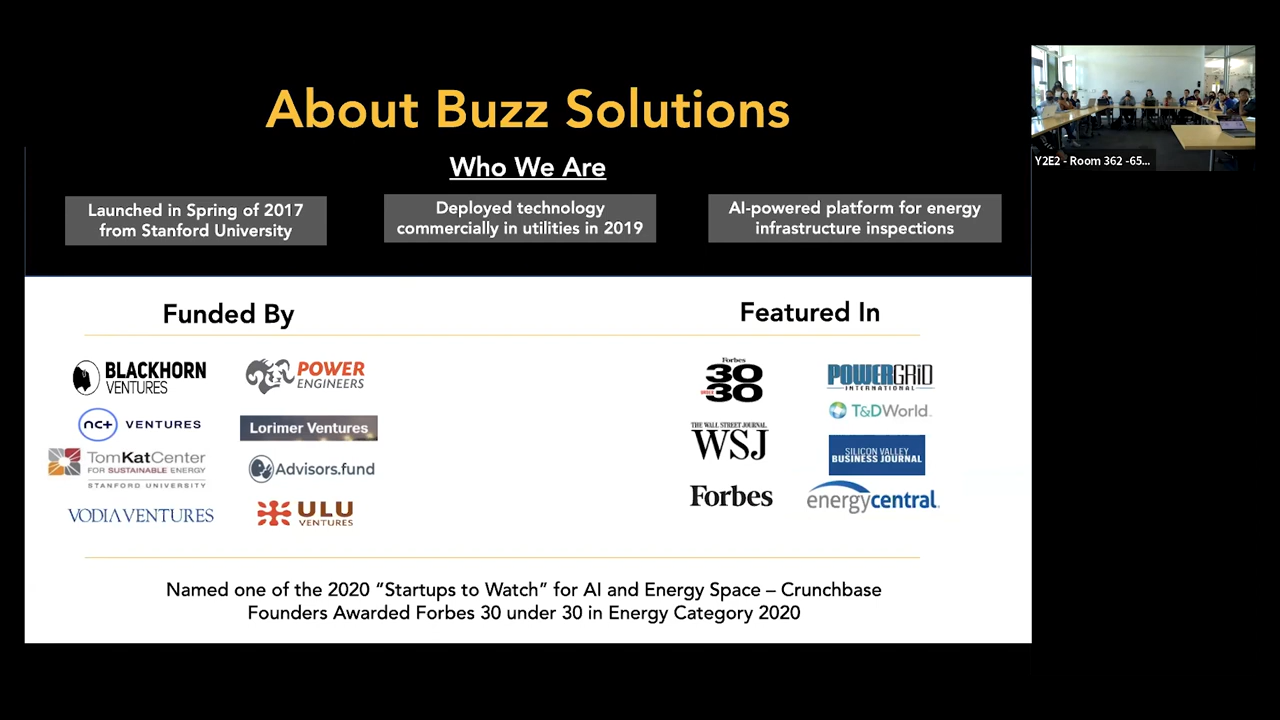 About Buzz Solutions
Who We Are
Launched in Spring of 2017
from Stanford University
Deployed technology
commercially in utilities in 2019
AI-powered platform for energy
infrastructure inspections
Y2E2 - Room 362 -65...
Funded By
BLACKHORN
VENTURES
POWER
ENGINEERS
nc+ VENTURES
Lorimer Ventures
TomKatCenter
FOR SUSTAINABLE ENERGY
STANFORD UNIVERSITY
Advisors.fund
VODIA VENTURES
ULU
VENTURES
Featured In
Forbes
30
UNDER
30
POWERGRID
INTERNATIONAL
T&DWorld.
THE WALL STREET JOURNAL
WSJ
SILICON VALLEY
BUSINESS JOURNAL
Forbes
energycentral.
Named one of the 2020 “Startups to Watch” for AI and Energy Space – Crunchbase
Founders Awarded Forbes 30 under 30 in Energy Category 2020